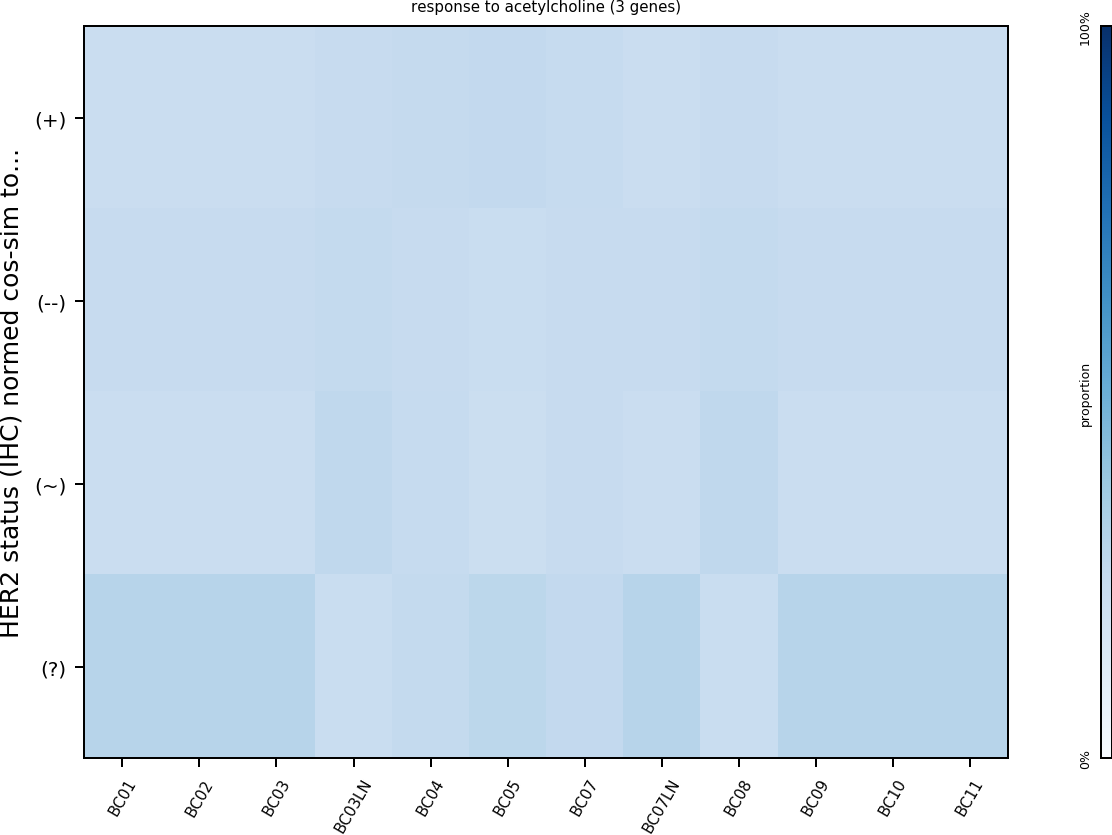 response to acetylcholine (3 genes)
HER2 status (IHC) normed cos-sim to...
(+)
(--)
(~)
(?)
BC01
BC02
BC03
BC03LN
BC04
BC05
BC07
BC07LN
BC08
BC09
BC10
BC11
100%
proportion
0%